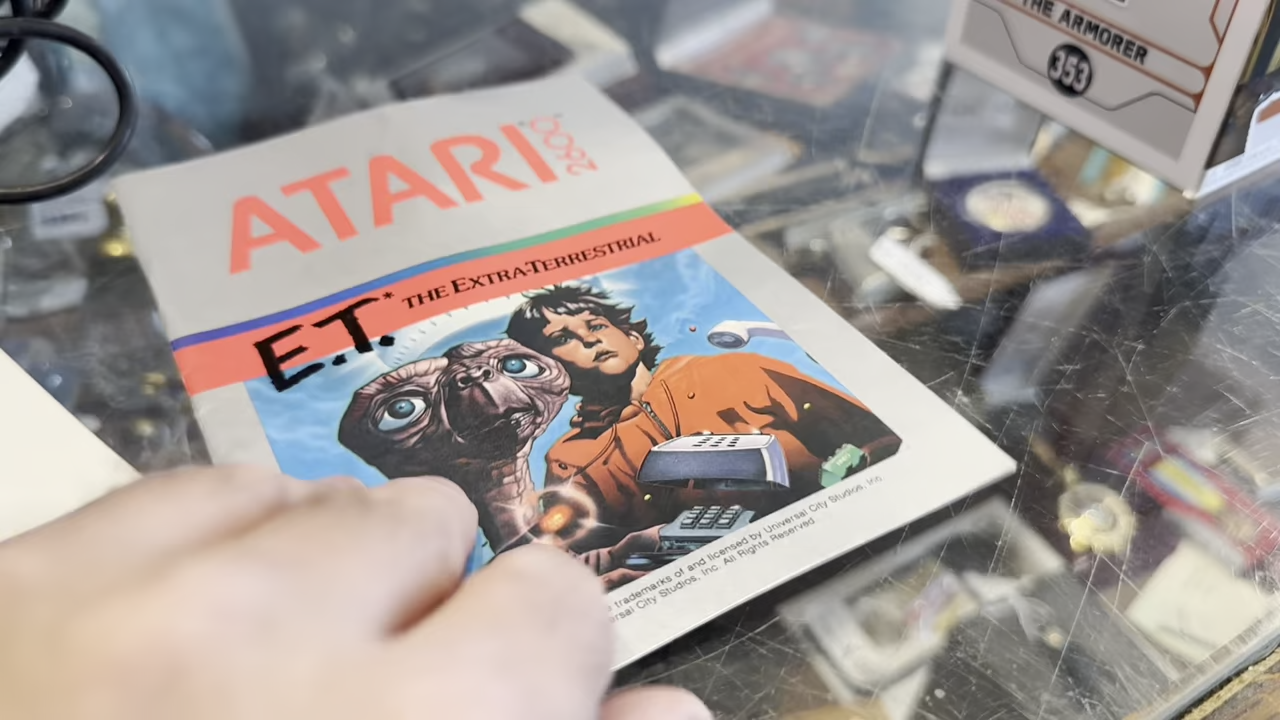 THE ARMORER
353
ATARI 2600
E.T.* THE EXTRA-TERRESTRIAL
trademarks of and licensed by Universal City Studios, Inc.
City Studios, Inc. All Rights Reserved